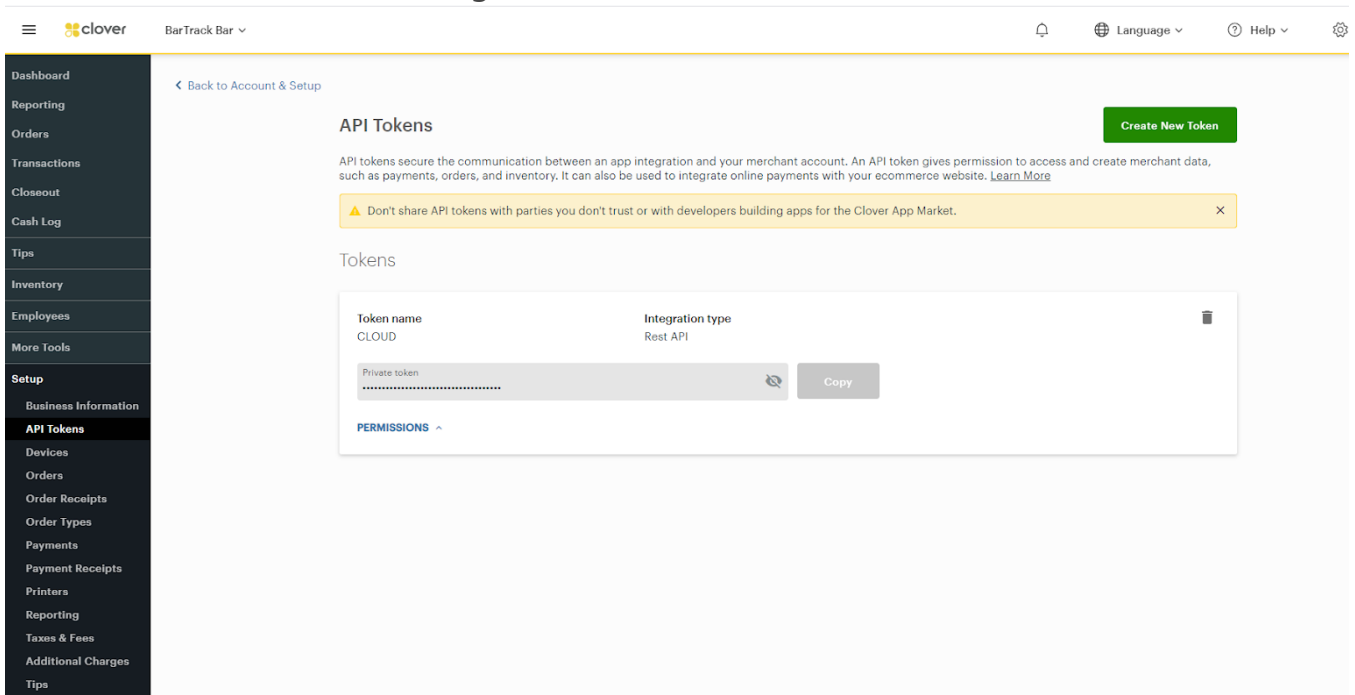 clover
BarTrack Bar
Language
Help
Dashboard
Reporting
Orders
Transactions
Closeout
Cash Log
Tips
Inventory
Employees
More Tools
Setup
Business Information
API Tokens
Devices
Orders
Order Receipts
Order Types
Payments
Payment Receipts
Printers
Reporting
Taxes & Fees
Additional Charges
Tips
Back to Account & Setup
API Tokens
Create New Token
API tokens secure the communication between an app integration and your merchant account. An API token gives permission to access and create merchant data,
such as payments, orders, and inventory. It can also be used to integrate online payments with your ecommerce website. Learn More
Don't share API tokens with parties you don't trust or with developers building apps for the Clover App Market.
Tokens
Token name
CLOUD
Integration type
Rest API
Private token
Copy
PERMISSIONS